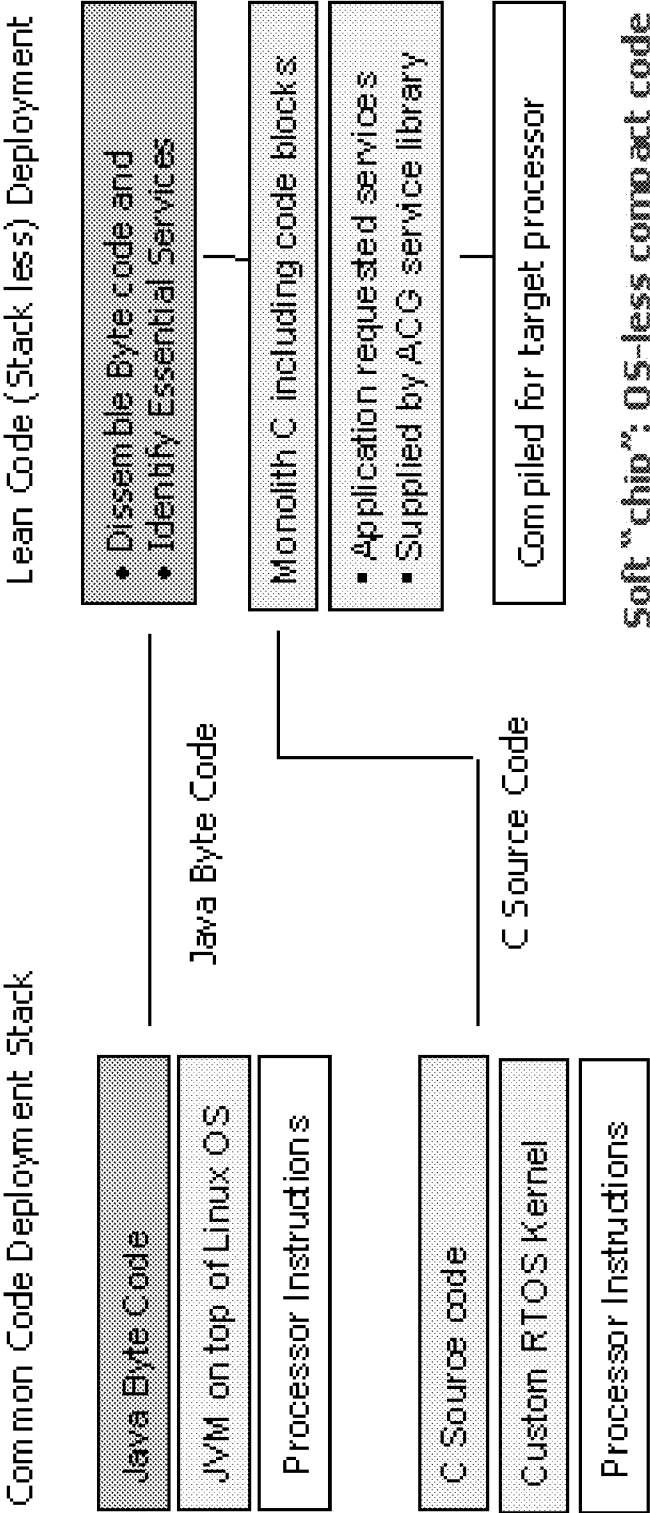 Common Code Deployment Stack
Java Byte Code
JVM on top of Linux OS
Processor Instructions
C Source code
Custom RTOS Kernel
Processor Instructions
Java Byte Code
C Source Code
Lean Code (Stack less) Deployment
• Dissemble Byte code and
• Identify Essential Services
Monolith C including code blocks:
▪ Application requested services
▪ Supplied by ACG service library
Compiled for target processor
Soft “chip”: OS-less compact code